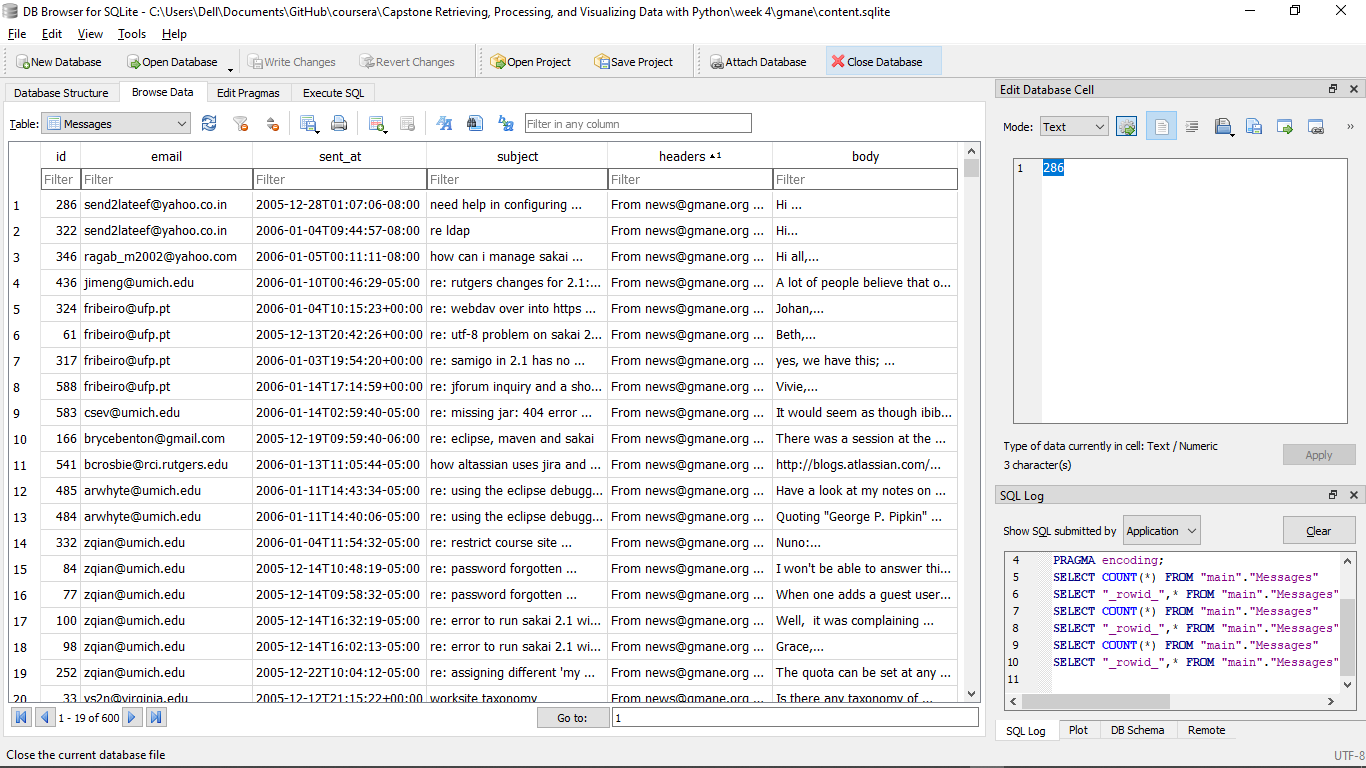 DB Browser for SQLite - C:\Users\Dell\Documents\GitHub\coursera\Capstone Retrieving, Processing, and Visualizing Data with Python\week 4\gmane\content.sqlite
File Edit View Tools Help
New Database Open Database Write Changes Revert Changes Open Project Save Project Attach Database Close Database
Database Structure Browse Data Edit Pragmas Execute SQL
Table: Messages Filter in any column
id email sent_at subject headers 1 body
Filter Filter Filter Filter Filter Filter
1 286 send2lateef@yahoo.co.in 2005-12-28T01:07:06-08:00 need help in configuring ... From news@gmane.org ... Hi ...
2 322 send2lateef@yahoo.co.in 2006-01-04T09:44:57-08:00 re ldap From news@gmane.org ... Hi...
3 346 ragab_m2002@yahoo.com 2006-01-05T00:11:11-08:00 how can i manage sakai ... From news@gmane.org ... Hi all,...
4 436 jimeng@umich.edu 2006-01-10T00:46:29-05:00 re: rutgers changes for 2.1:... From news@gmane.org ... A lot of people believe that o...
5 324 fribeiro@ufp.pt 2006-01-04T10:15:23+00:00 re: webdav over into https ... From news@gmane.org ... Johan,...
6 61 fribeiro@ufp.pt 2005-12-13T20:42:26+00:00 re: utf-8 problem on sakai 2... From news@gmane.org ... Beth,...
7 317 fribeiro@ufp.pt 2006-01-03T19:54:20+00:00 re: samigo in 2.1 has no ... From news@gmane.org ... yes, we have this; ...
8 588 fribeiro@ufp.pt 2006-01-14T17:14:59+00:00 re: jforum inquiry and a sho... From news@gmane.org ... Vivie,...
9 583 csev@umich.edu 2006-01-14T02:59:40-05:00 re: missing jar: 404 error ... From news@gmane.org ... It would seem as though ibib...
10 166 brycebenton@gmail.com 2005-12-19T09:59:40-06:00 re: eclipse, maven and sakai From news@gmane.org ... There was a session at the ...
11 541 bcrosbie@rci.rutgers.edu 2006-01-13T11:05:44-05:00 how altassian uses jira and ... From news@gmane.org ... http://blogs.atlassian.com/...
12 485 arwhyte@umich.edu 2006-01-11T14:43:34-05:00 re: using the eclipse debugg... From news@gmane.org ... Have a look at my notes on ...
13 484 arwhyte@umich.edu 2006-01-11T14:40:06-05:00 re: using the eclipse debugg... From news@gmane.org ... Quoting "George P. Pipkin" ...
14 332 zqian@umich.edu 2006-01-04T11:54:32-05:00 re: restrict course site ... From news@gmane.org ... Nuno:...
15 84 zqian@umich.edu 2005-12-14T10:48:19-05:00 re: password forgotten ... From news@gmane.org ... I won't be able to answer thi...
16 77 zqian@umich.edu 2005-12-14T09:58:32-05:00 re: password forgotten ... From news@gmane.org ... When one adds a guest user...
17 100 zqian@umich.edu 2005-12-14T16:32:19-05:00 re: error to run sakai 2.1 wi... From news@gmane.org ... Well, it was complaining ...
18 98 zqian@umich.edu 2005-12-14T16:02:13-05:00 re: error to run sakai 2.1 wi... From news@gmane.org ... Grace,...
19 252 zqian@umich.edu 2005-12-22T10:04:12-05:00 re: assigning different 'my ... From news@gmane.org ... The quota can be set at any ...
20 33 ys2n@virginia.edu 2005-12-12T21:15:22+00:00 worksite taxonomy From news@gmane.org ... Is there any taxonomy of ...
1 - 19 of 600 Go to: 1
Edit Database Cell
Mode: Text
1 286
Type of data currently in cell: Text / Numeric
3 character(s)
Apply
SQL Log
Show SQL submitted by Application Clear
4 PRAGMA encoding;
5 SELECT COUNT(*) FROM "main"."Messages"
6 SELECT "_rowid_",* FROM "main"."Messages"
7 SELECT COUNT(*) FROM "main"."Messages"
8 SELECT "_rowid_",* FROM "main"."Messages"
9 SELECT COUNT(*) FROM "main"."Messages"
10 SELECT "_rowid_",* FROM "main"."Messages"
11
SQL Log Plot DB Schema Remote
Close the current database file
UTF-8